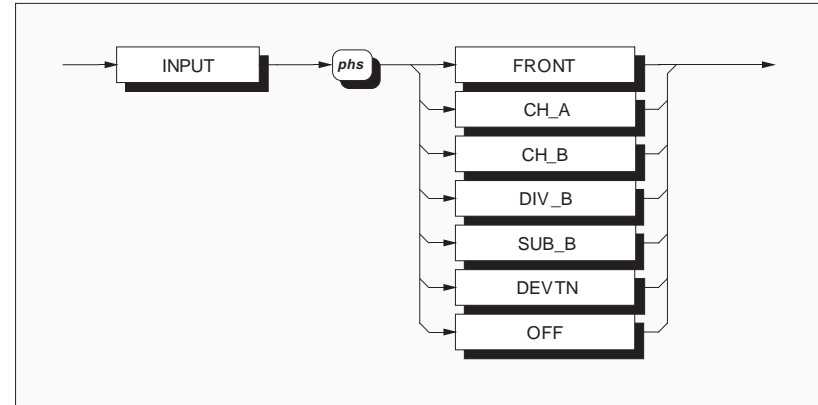 INPUT phs FRONT
CH_A
CH_B
DIV_B
SUB_B
DEVTN
OFF